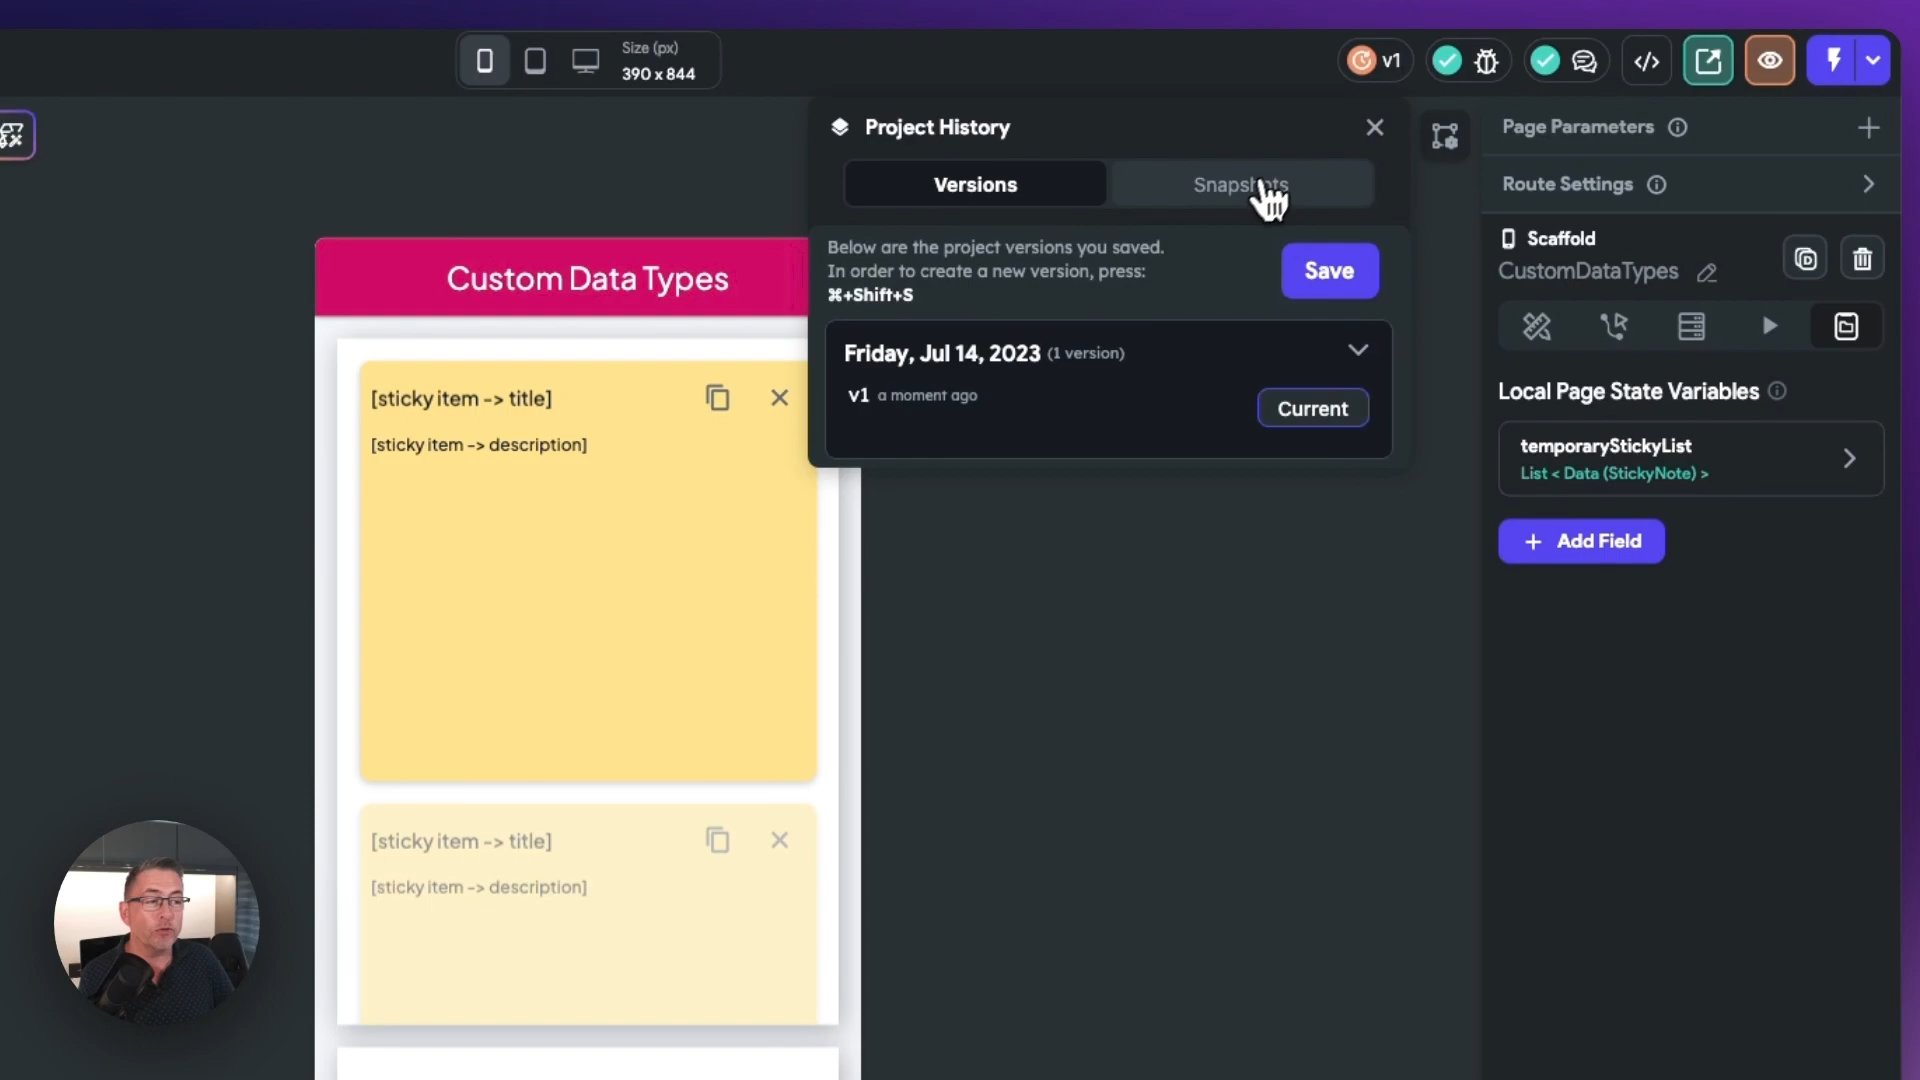 Size (px)
390 x 844
v1
Project History
Versions
Snapshots
Below are the project versions you saved.
In order to create a new version, press:
⌘+Shift+S
Save
Friday, Jul 14, 2023 (1 version)
v1 a moment ago
Current
Custom Data Types
[sticky item -> title]
[sticky item -> description]
[sticky item -> title]
[sticky item -> description]
Page Parameters
Route Settings
Scaffold
CustomDataTypes
Local Page State Variables
temporaryStickyList
List < Data (StickyNote) >
+ Add Field